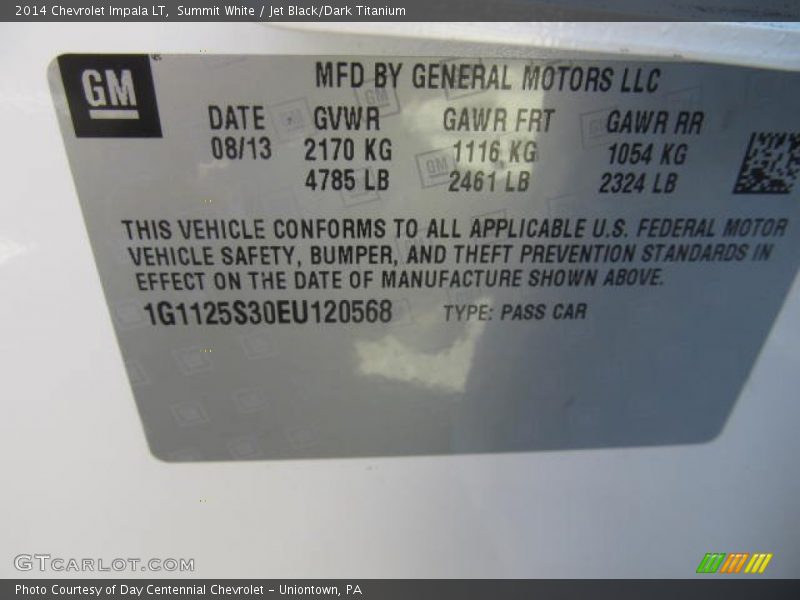 2014 Chevrolet Impala LT, Summit White / Jet Black/Dark Titanium
GM
MFD BY GENERAL MOTORS LLC
DATE GVWR GAWR FRT GAWR RR
08/13 2170 KG 1116 KG 1054 KG
4785 LB 2461 LB 2324 LB
THIS VEHICLE CONFORMS TO ALL APPLICABLE U.S. FEDERAL MOTOR
VEHICLE SAFETY, BUMPER, AND THEFT PREVENTION STANDARDS IN
EFFECT ON THE DATE OF MANUFACTURE SHOWN ABOVE.
1G1125S30EU120568 TYPE: PASS CAR
GTCARLOT.COM
Photo Courtesy of Day Centennial Chevrolet - Uniontown, PA